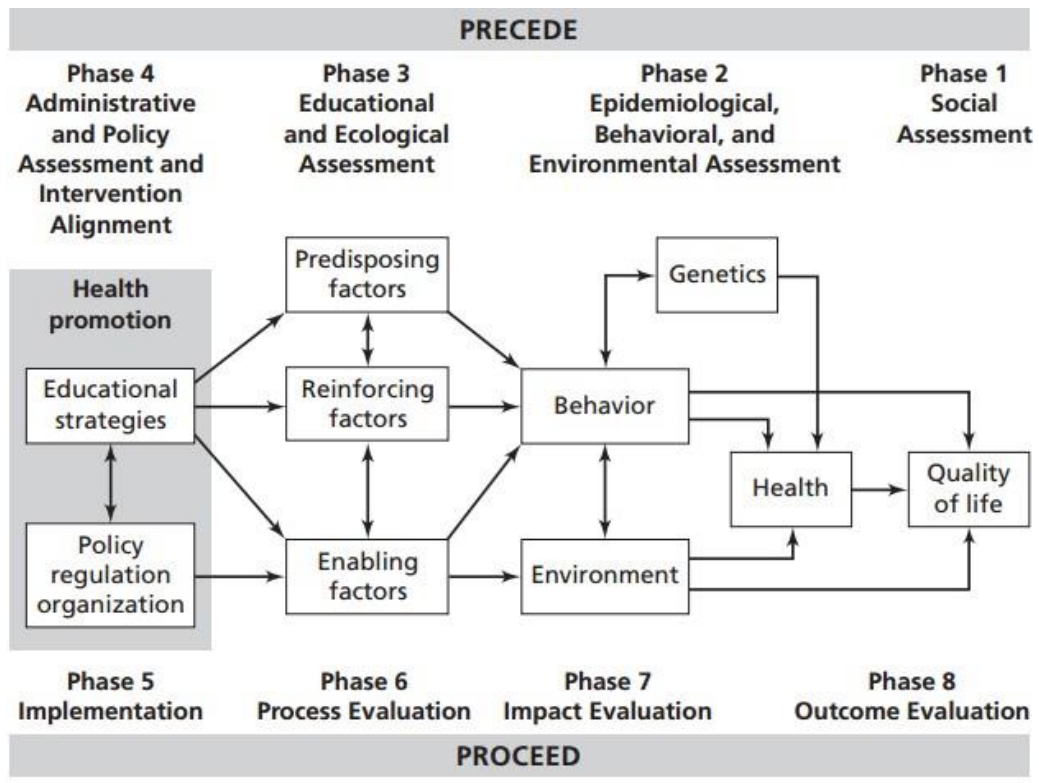 PRECEDE
Phase 4
Administrative
and Policy
Assessment and
Intervention
Alignment
Phase 3
Educational
and Ecological
Assessment
Phase 2
Epidemiological,
Behavioral, and
Environmental Assessment
Phase 1
Social
Assessment
Health
promotion
Educational
strategies
Policy
regulation
organization
Predisposing
factors
Reinforcing
factors
Enabling
factors
Genetics
Behavior
Environment
Health
Quality
of life
Phase 5
Implementation
Phase 6
Process Evaluation
Phase 7
Impact Evaluation
Phase 8
Outcome Evaluation
PROCEED